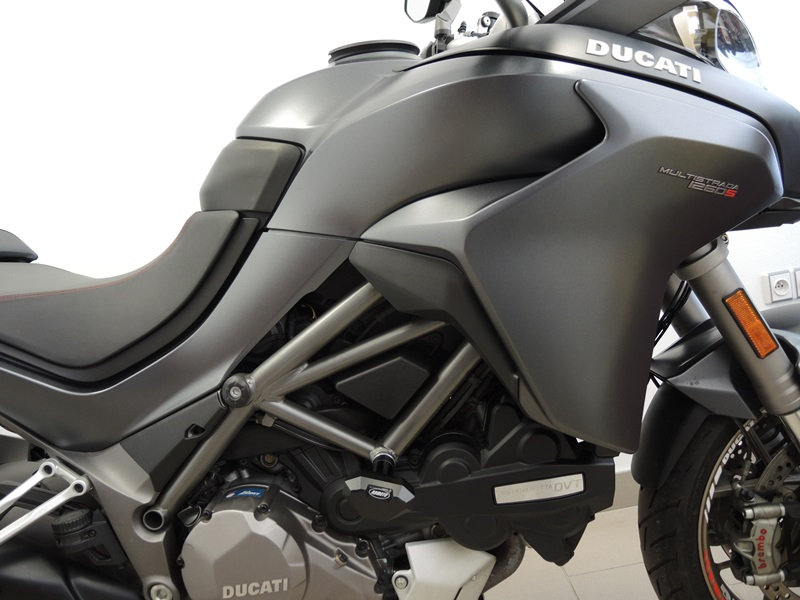 DUCATI
MULTISTRADA
1260S
DVT
DUCATI
brembo